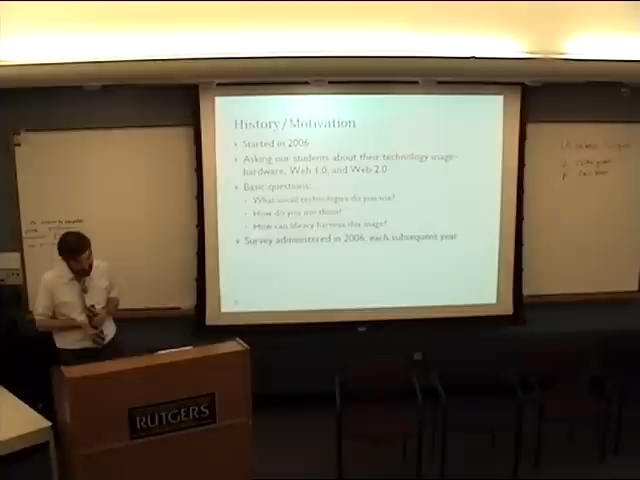 History/Motivation
Started in 2006
Asking our students about their technology usage-
hardware, Web 1.0, and Web 2.0
Basic questions...
What social technologies do you use?
How do you use them?
How can library harness this usage?
Survey administered in 2006, each subsequent year
RUTGERS